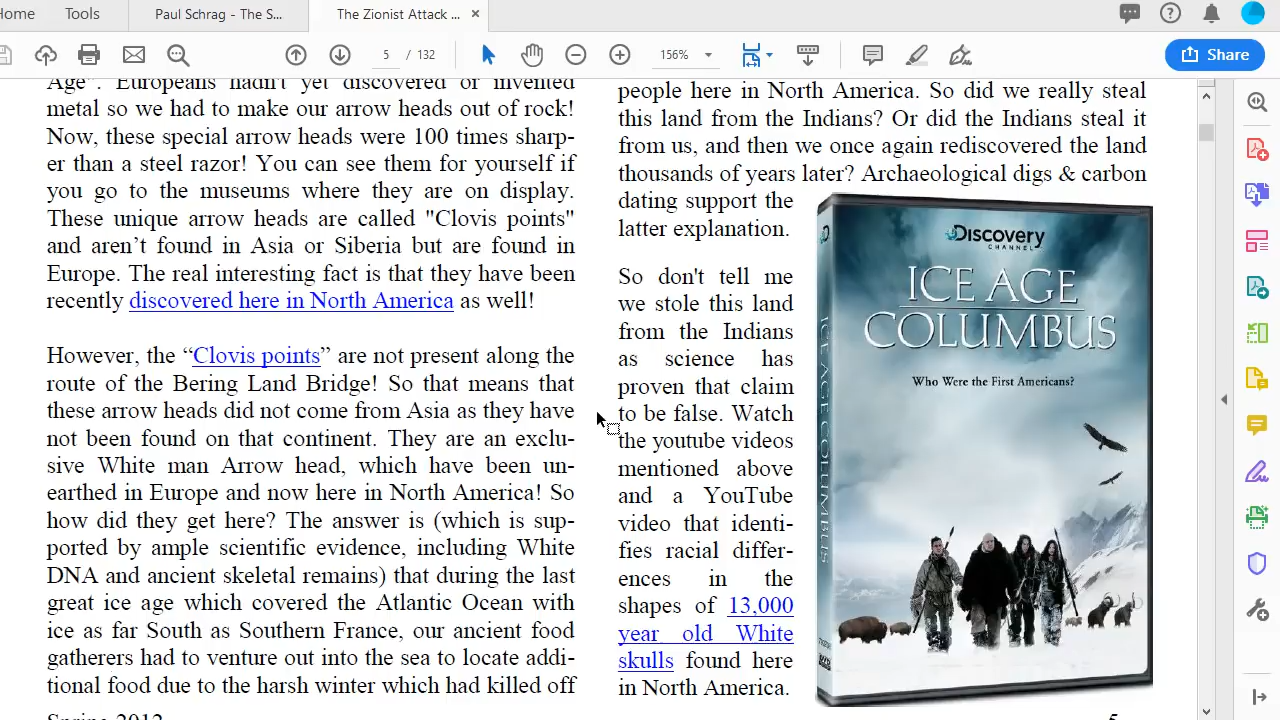 Home
Tools
Paul Schrag - The S...
The Zionist Attack ...
5 / 132
156%
Share
Age". Europeans hadn't yet discovered or invented
metal so we had to make our arrow heads out of rock!
Now, these special arrow heads were 100 times sharp-
er than a steel razor! You can see them for yourself if
you go to the museums where they are on display.
These unique arrow heads are called "Clovis points"
and aren't found in Asia or Siberia but are found in
Europe. The real interesting fact is that they have been
recently discovered here in North America as well!
However, the “Clovis points” are not present along the
route of the Bering Land Bridge! So that means that
these arrow heads did not come from Asia as they have
not been found on that continent. They are an exclu-
sive White man Arrow head, which have been un-
earthed in Europe and now here in North America! So
how did they get here? The answer is (which is sup-
ported by ample scientific evidence, including White
DNA and ancient skeletal remains) that during the last
great ice age which covered the Atlantic Ocean with
ice as far South as Southern France, our ancient food
gatherers had to venture out into the sea to locate addi-
tional food due to the harsh winter which had killed off
Spring 2012
people here in North America. So did we really steal
this land from the Indians? Or did the Indians steal it
from us, and then we once again rediscovered the land
thousands of years later? Archaeological digs & carbon
dating support the
latter explanation.
So don't tell me
we stole this land
from the Indians
as science has
proven that claim
to be false. Watch
the youtube videos
mentioned above
and a YouTube
video that identi-
fies racial differ-
ences in the
shapes of 13,000
year old White
skulls found here
in North America.
Discovery
CHANNEL
ICE AGE
COLUMBUS
Who Were the First Americans?
ICE AGE COLUMBUS
5